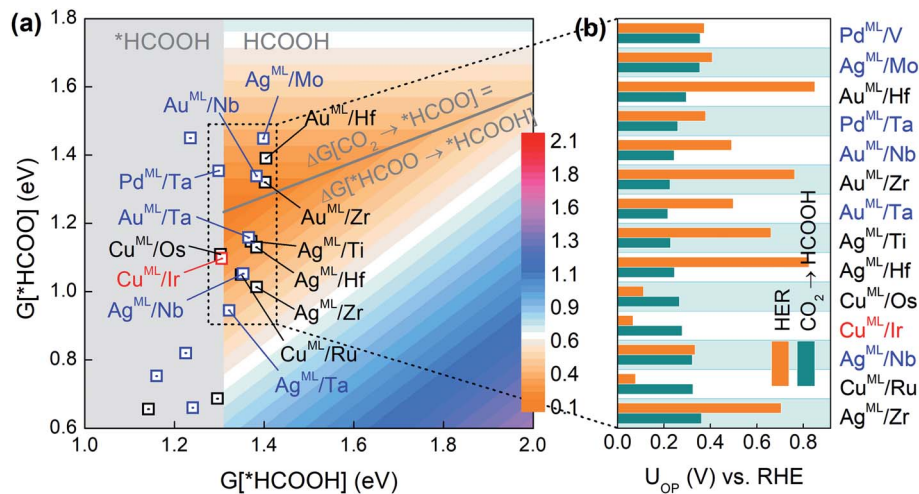 (a)
1.8
1.6
1.4
1.2
1.0
0.8
0.6
G[*HCOO] (eV)
1.0
1.2
1.4
1.6
1.8
2.0
G[*HCOOH] (eV)
*HCOOH
HCOOH
Ag^ML/Mo
Au^ML/Nb
Au^ML/Hf
Pd^ML/Ta
Au^ML/Zr
Au^ML/Ta
Ag^ML/Ti
Cu^ML/Os
Ag^ML/Hf
Cu^ML/Ir
Ag^ML/Nb
Ag^ML/Zr
Cu^ML/Ru
Ag^ML/Ta
ΔG[CO₂ → *HCOO] =
ΔG[*HCOO → *HCOOH]
2.1
1.9
1.7
1.5
1.3
1.1
0.9
0.7
0.6
0.4
0.3
0.1
(b)
Pd^ML/V
Ag^ML/Mo
Au^ML/Hf
Pd^ML/Ta
Au^ML/Nb
Au^ML/Zr
Au^ML/Ta
Ag^ML/Ti
Ag^ML/Hf
Cu^ML/Os
Cu^ML/Ir
Ag^ML/Nb
Cu^ML/Ru
Ag^ML/Zr
HER
CO₂ → HCOOH
0.0
0.2
0.4
0.6
0.8
U_OP (V) vs. RHE